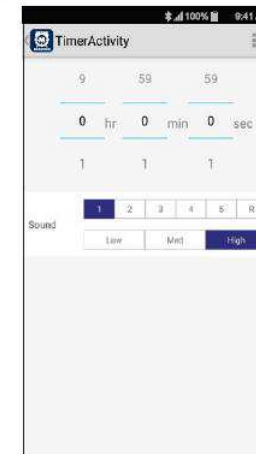 100% 9:41
TimerActivity
9 59 59
0 hr 0 min 0 sec
1 1 1
1 2 3 4 5 R
Sound
Low Med High